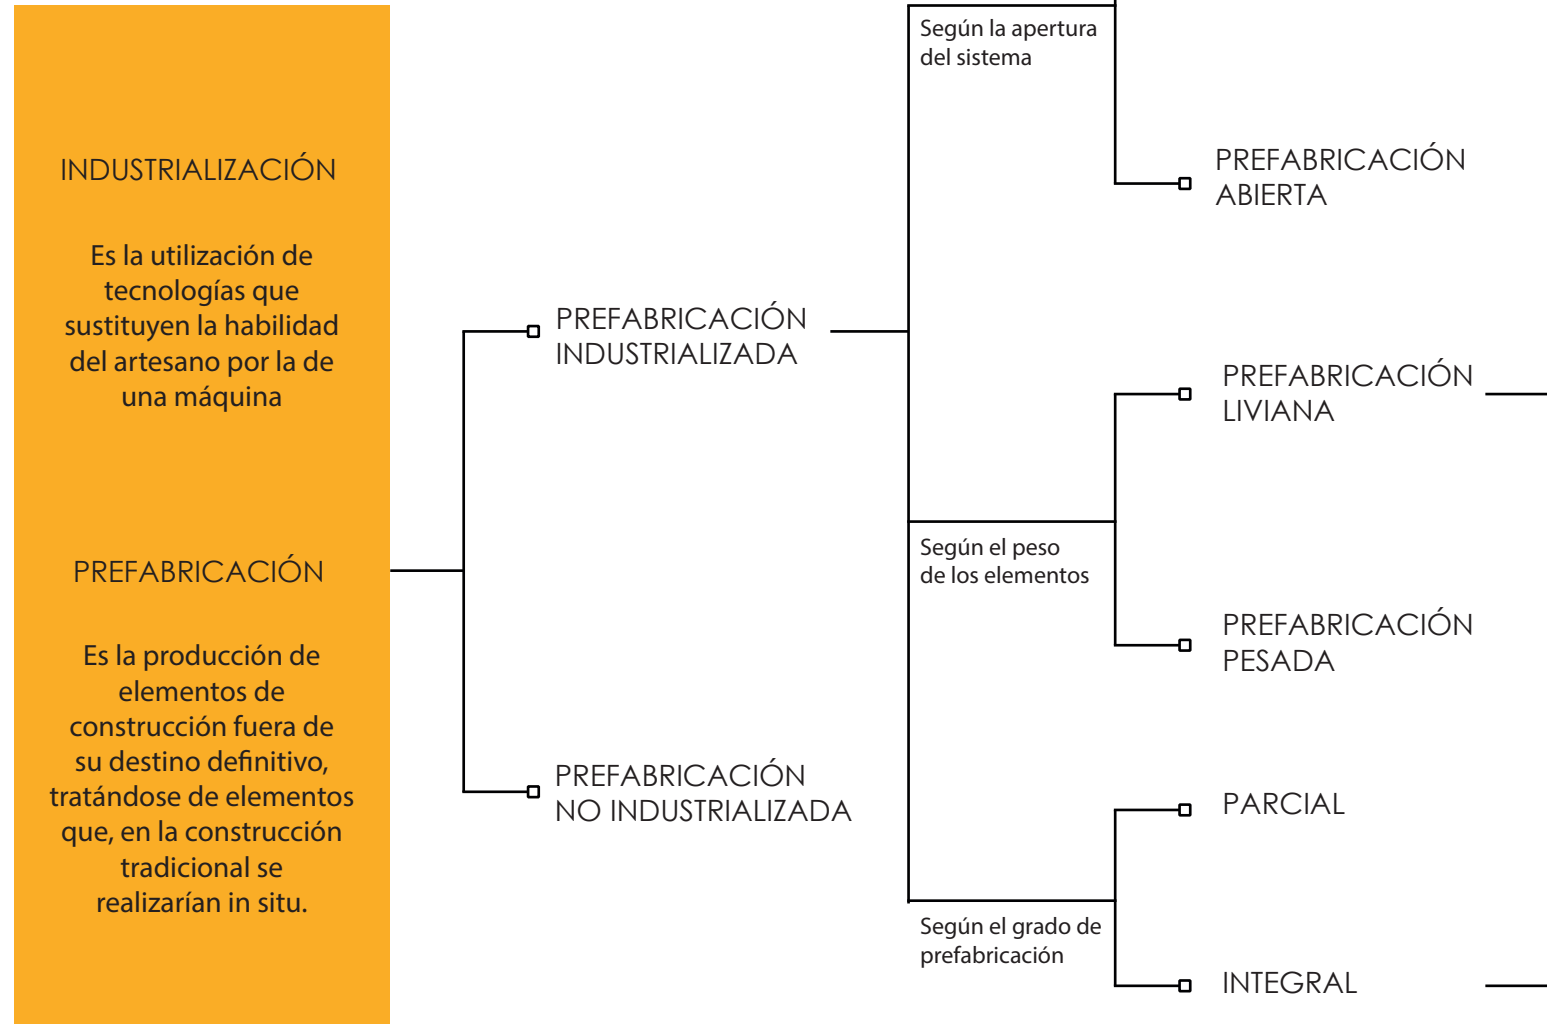 INDUSTRIALIZACIÓN
Es la utilización de
tecnologías que
sustituyen la habilidad
del artesano por la de
una máquina
PREFABRICACIÓN
Es la producción de
elementos de
construcción fuera de
su destino definitivo,
tratándose de elementos
que, en la construcción
tradicional se
realizarían in situ.
PREFABRICACIÓN
INDUSTRIALIZADA
PREFABRICACIÓN
NO INDUSTRIALIZADA
Según la apertura
del sistema
PREFABRICACIÓN
ABIERTA
Según el peso
de los elementos
PREFABRICACIÓN
LIVIANA
PREFABRICACIÓN
PESADA
Según el grado de
prefabricación
PARCIAL
INTEGRAL